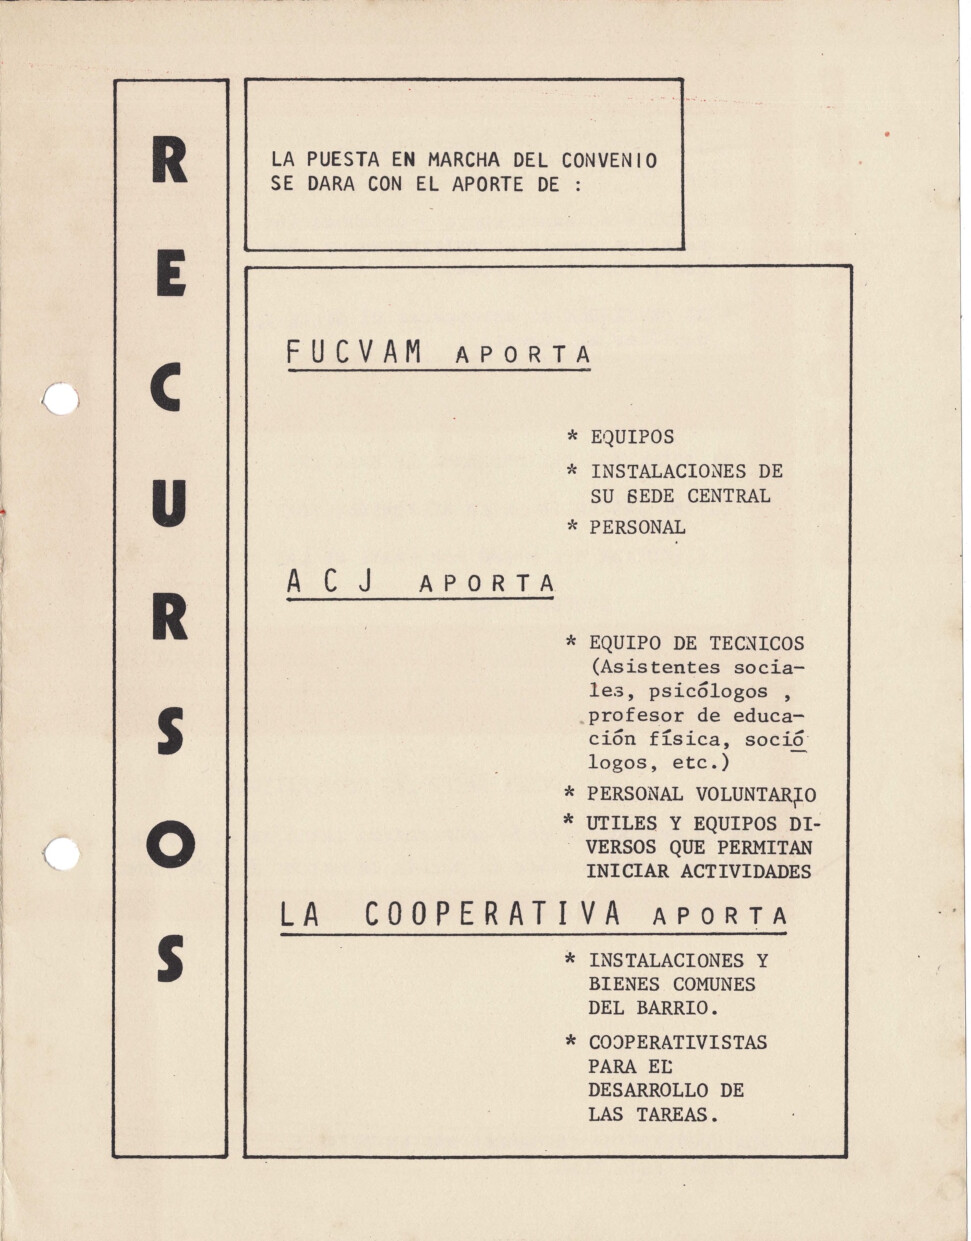 RECURSOS
LA PUESTA EN MARCHA DEL CONVENIO
SE DARA CON EL APORTE DE :
FUCVAM APORTA
* EQUIPOS
* INSTALACIONES DE
SU SEDE CENTRAL
* PERSONAL
ACJ APORTA
* EQUIPO DE TECNICOS
(Asistentes socia-
les, psicólogos ,
profesor de educa-
ción física, soció
logos, etc.)
* PERSONAL VOLUNTARIO
* UTILES Y EQUIPOS DI-
VERSOS QUE PERMITAN
INICIAR ACTIVIDADES
LA COOPERATIVA APORTA
* INSTALACIONES Y
BIENES COMUNES
DEL BARRIO.
* COOPERATIVISTAS
PARA EL
DESARROLLO DE
LAS TAREAS.